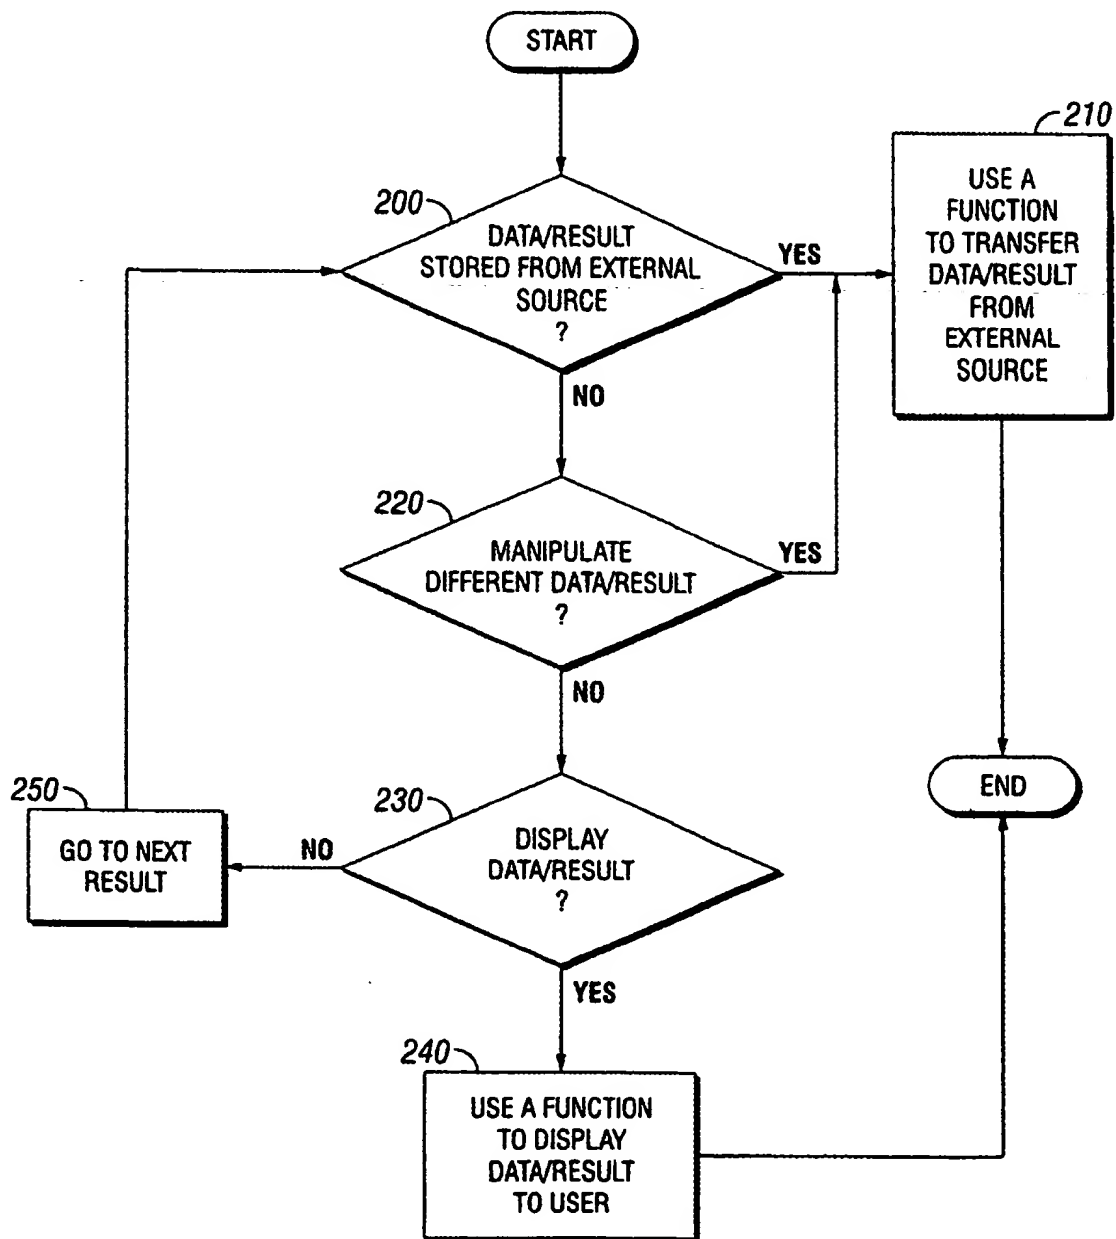 START
210
USE A
FUNCTION
TO TRANSFER
DATA/RESULT
FROM
EXTERNAL
SOURCE
200
DATA/RESULT
STORED FROM EXTERNAL
SOURCE
?
YES
NO
220
MANIPULATE
DIFFERENT DATA/RESULT
?
YES
NO
230
DISPLAY
DATA/RESULT
?
NO
YES
250
GO TO NEXT
RESULT
END
240
USE A FUNCTION
TO DISPLAY
DATA/RESULT
TO USER